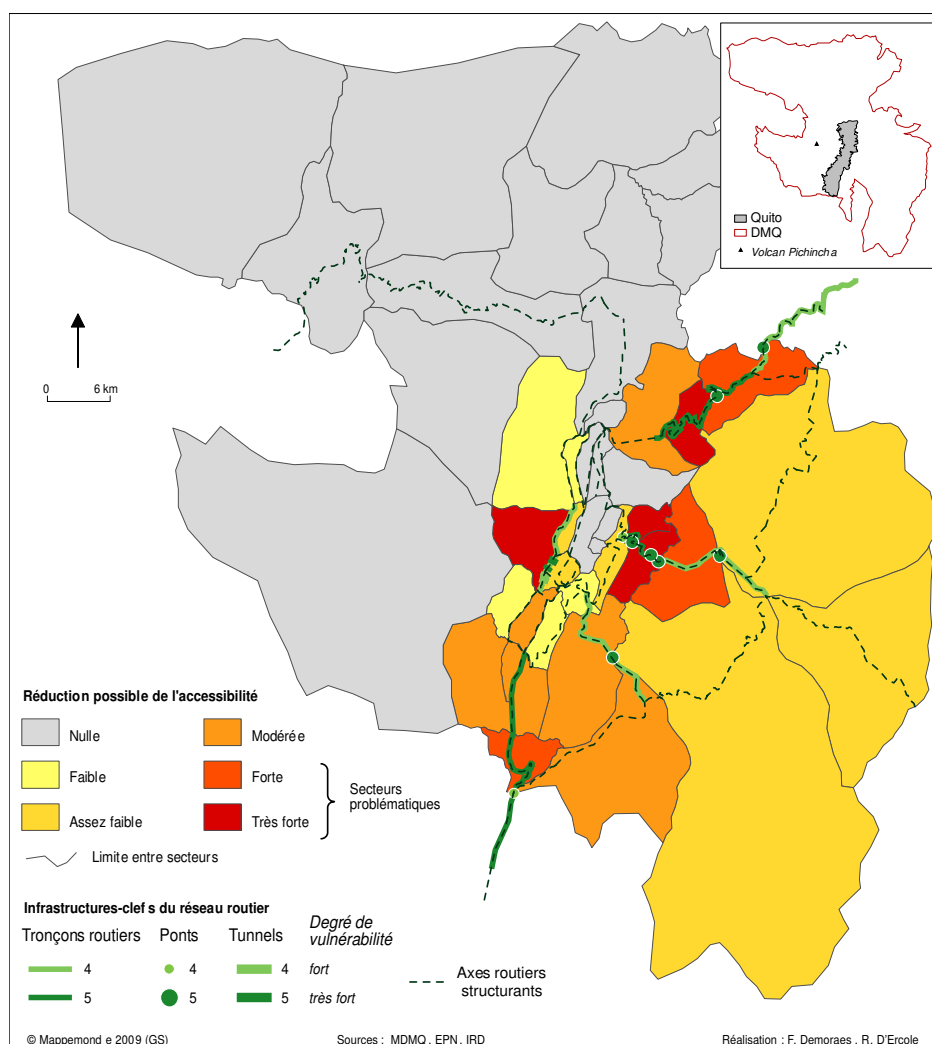 Quito
DMQ
Volcan Pichincha
0 6 km
Réduction possible de l'accessibilité
Nulle
Modérée
Faible
Forte
Secteurs
problématiques
Assez faible
Très forte
Limite entre secteurs
Infrastructures-clefs du réseau routier
Tronçons routiers Ponts Tunnels Degré de
vulnérabilité
4 4 4 fort
5 5 5 très fort
Axes routiers
structurants
© Mappemond e 2009 (GS) Sources : MDMQ , EPN , IRD Réalisation : F. Demoraes , R. D'Ercole